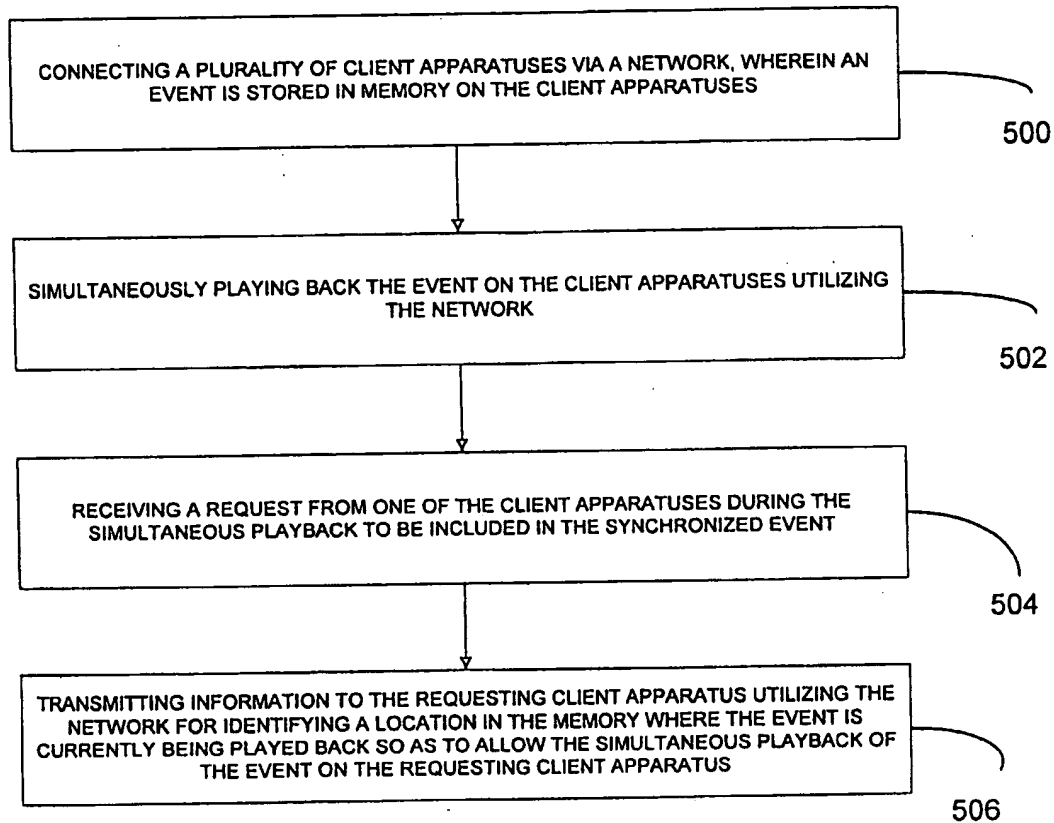 CONNECTING A PLURALITY OF CLIENT APPARATUSES VIA A NETWORK, WHEREIN AN
EVENT IS STORED IN MEMORY ON THE CLIENT APPARATUSES
500
SIMULTANEOUSLY PLAYING BACK THE EVENT ON THE CLIENT APPARATUSES UTILIZING
THE NETWORK
502
RECEIVING A REQUEST FROM ONE OF THE CLIENT APPARATUSES DURING THE
SIMULTANEOUS PLAYBACK TO BE INCLUDED IN THE SYNCHRONIZED EVENT
504
TRANSMITTING INFORMATION TO THE REQUESTING CLIENT APPARATUS UTILIZING THE
NETWORK FOR IDENTIFYING A LOCATION IN THE MEMORY WHERE THE EVENT IS
CURRENTLY BEING PLAYED BACK SO AS TO ALLOW THE SIMULTANEOUS PLAYBACK OF
THE EVENT ON THE REQUESTING CLIENT APPARATUS
506